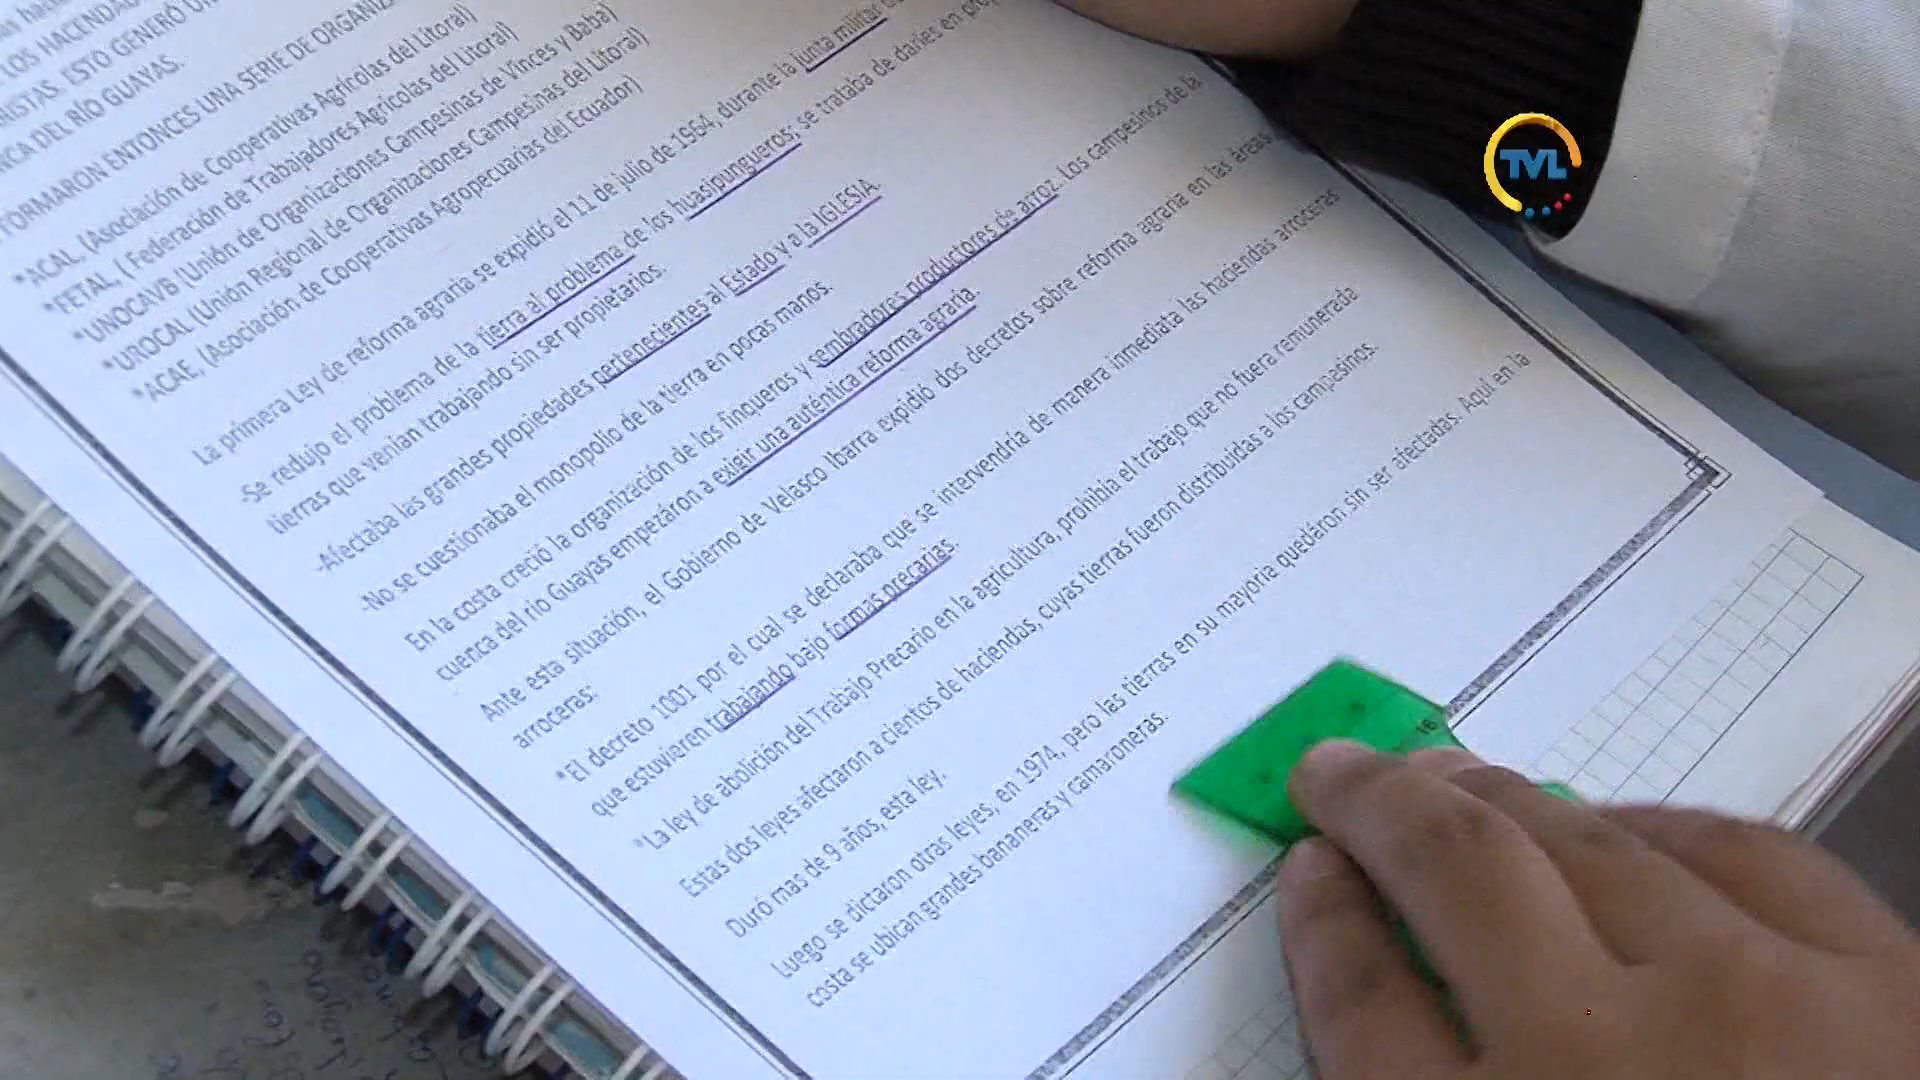 LOS HACENDAD
RISTAS. ESTO GENERÓ UN
NCA DEL RÍO GUAYAS.
FORMARON ENTONCES UNA SERIE DE ORGANIZA
*ACAL, (Asociación de Cooperativas Agrícolas del Litoral)
*FETAL, ( Federación de Trabajadores Agrícolas del Litoral)
*UNOCAVB (Unión de Organizaciones Campesinas de Vinces y Baba)
*UROCAL (Unión Regional de Organizaciones Campesinas del Litoral)
*ACAE, (Asociación de Cooperativas Agropecuarias del Ecuador)
La primera Ley de reforma agraria se expidió el 11 de julio de 1964, durante la junta militar
-Se redujo el problema de la tierra al problema de los huasipungueros; se trataba de darles en
tierras que venían trabajando sin ser propietarios.
-Afectaba las grandes propiedades pertenecientes al Estado y a la IGLESIA.
-No se cuestionaba el monopolio de la tierra en pocas manos.
En la costa creció la organización de los finqueros y sembradores productores de arroz. Los campesinos de la
cuenca del río Guayas empezaron a exigir una auténtica reforma agraria.
Ante esta situación, el Gobierno de Velasco Ibarra expidió dos decretos sobre reforma agraria en las áreas
arroceras:
*El decreto 1001 por el cual se declaraba que se intervendría de manera inmediata las haciendas arroceras
que estuvieren trabajando bajo formas precarias.
*La ley de abolición del Trabajo Precario en la agricultura, prohibía el trabajo que no fuera remunerada
Estas dos leyes afectaron a cientos de haciendas, cuyas tierras fueron distribuidas a los campesinos.
Duró mas de 9 años, esta ley.
Luego se dictaron otras leyes, en 1974, pero las tierras en su mayoría quedaron sin ser afectadas. Aquí en la
costa se ubican grandes bananeras y camaroneras.
16
TVL